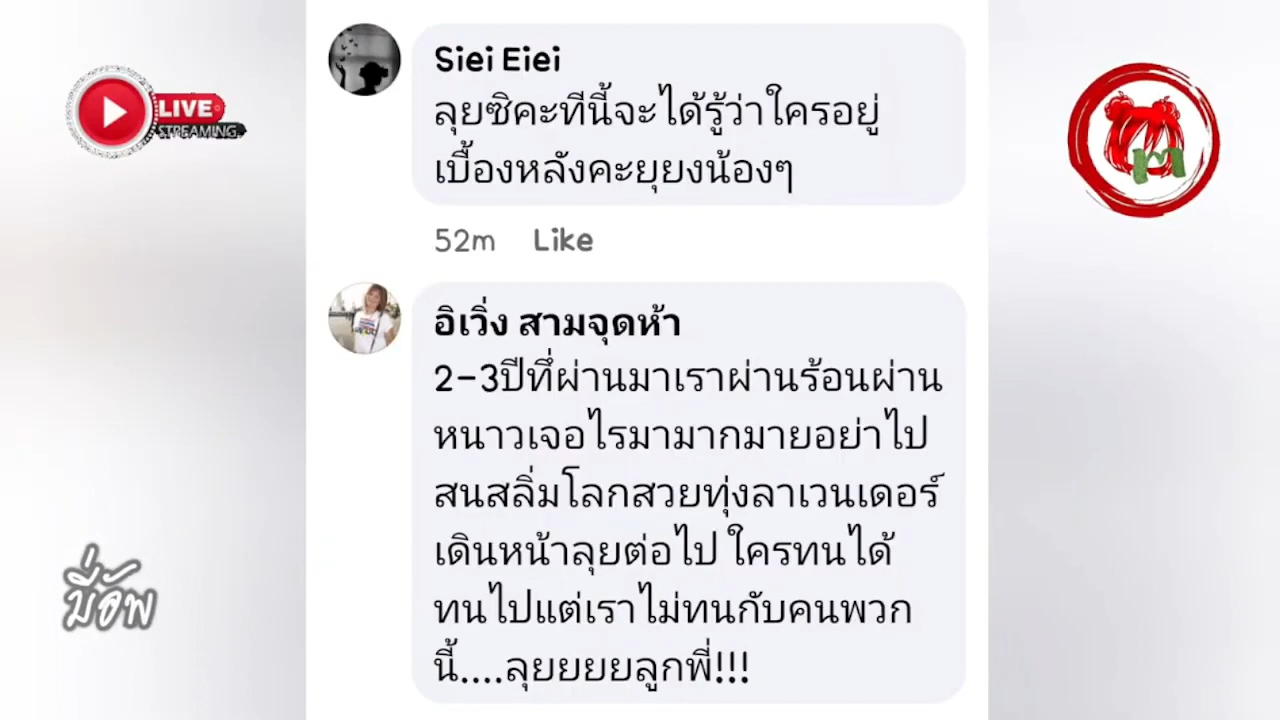 Siei Eiei
ลุยซิคะทีนี้จะได้รู้ว่าใครอยู่
เบื้องหลังคะยุยงน้องๆ
52m Like
อิเวิ่ง สามจุดห้า
2-3ปีที่ผ่านมาเราผ่านร้อนผ่าน
หนาวเจอไรมามากมายอย่าไป
สนสลิ่มโลกสวยทุ่งลาเวนเดอร์
เดินหน้าลุยต่อไป ใครทนได้
ทนไปแต่เราไม่ทนกับคนพวก
นี้....ลุยยยยลูกพี่!!!
LIVE
STREAMING
บี่อัพ